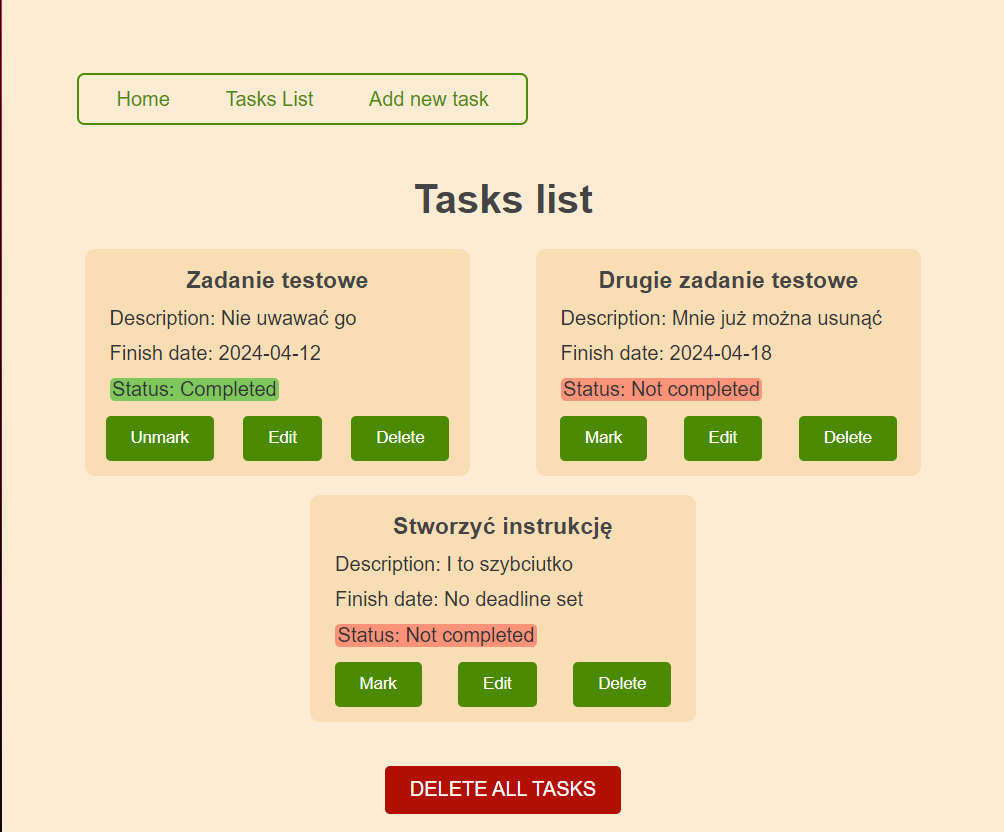 Home Tasks List Add new task
Tasks list
Zadanie testowe
Description: Nie uwawać go
Finish date: 2024-04-12
Status: Completed
Unmark Edit Delete
Drugie zadanie testowe
Description: Mnie już można usunąć
Finish date: 2024-04-18
Status: Not completed
Mark Edit Delete
Stworzyć instrukcję
Description: I to szybciutko
Finish date: No deadline set
Status: Not completed
Mark Edit Delete
DELETE ALL TASKS